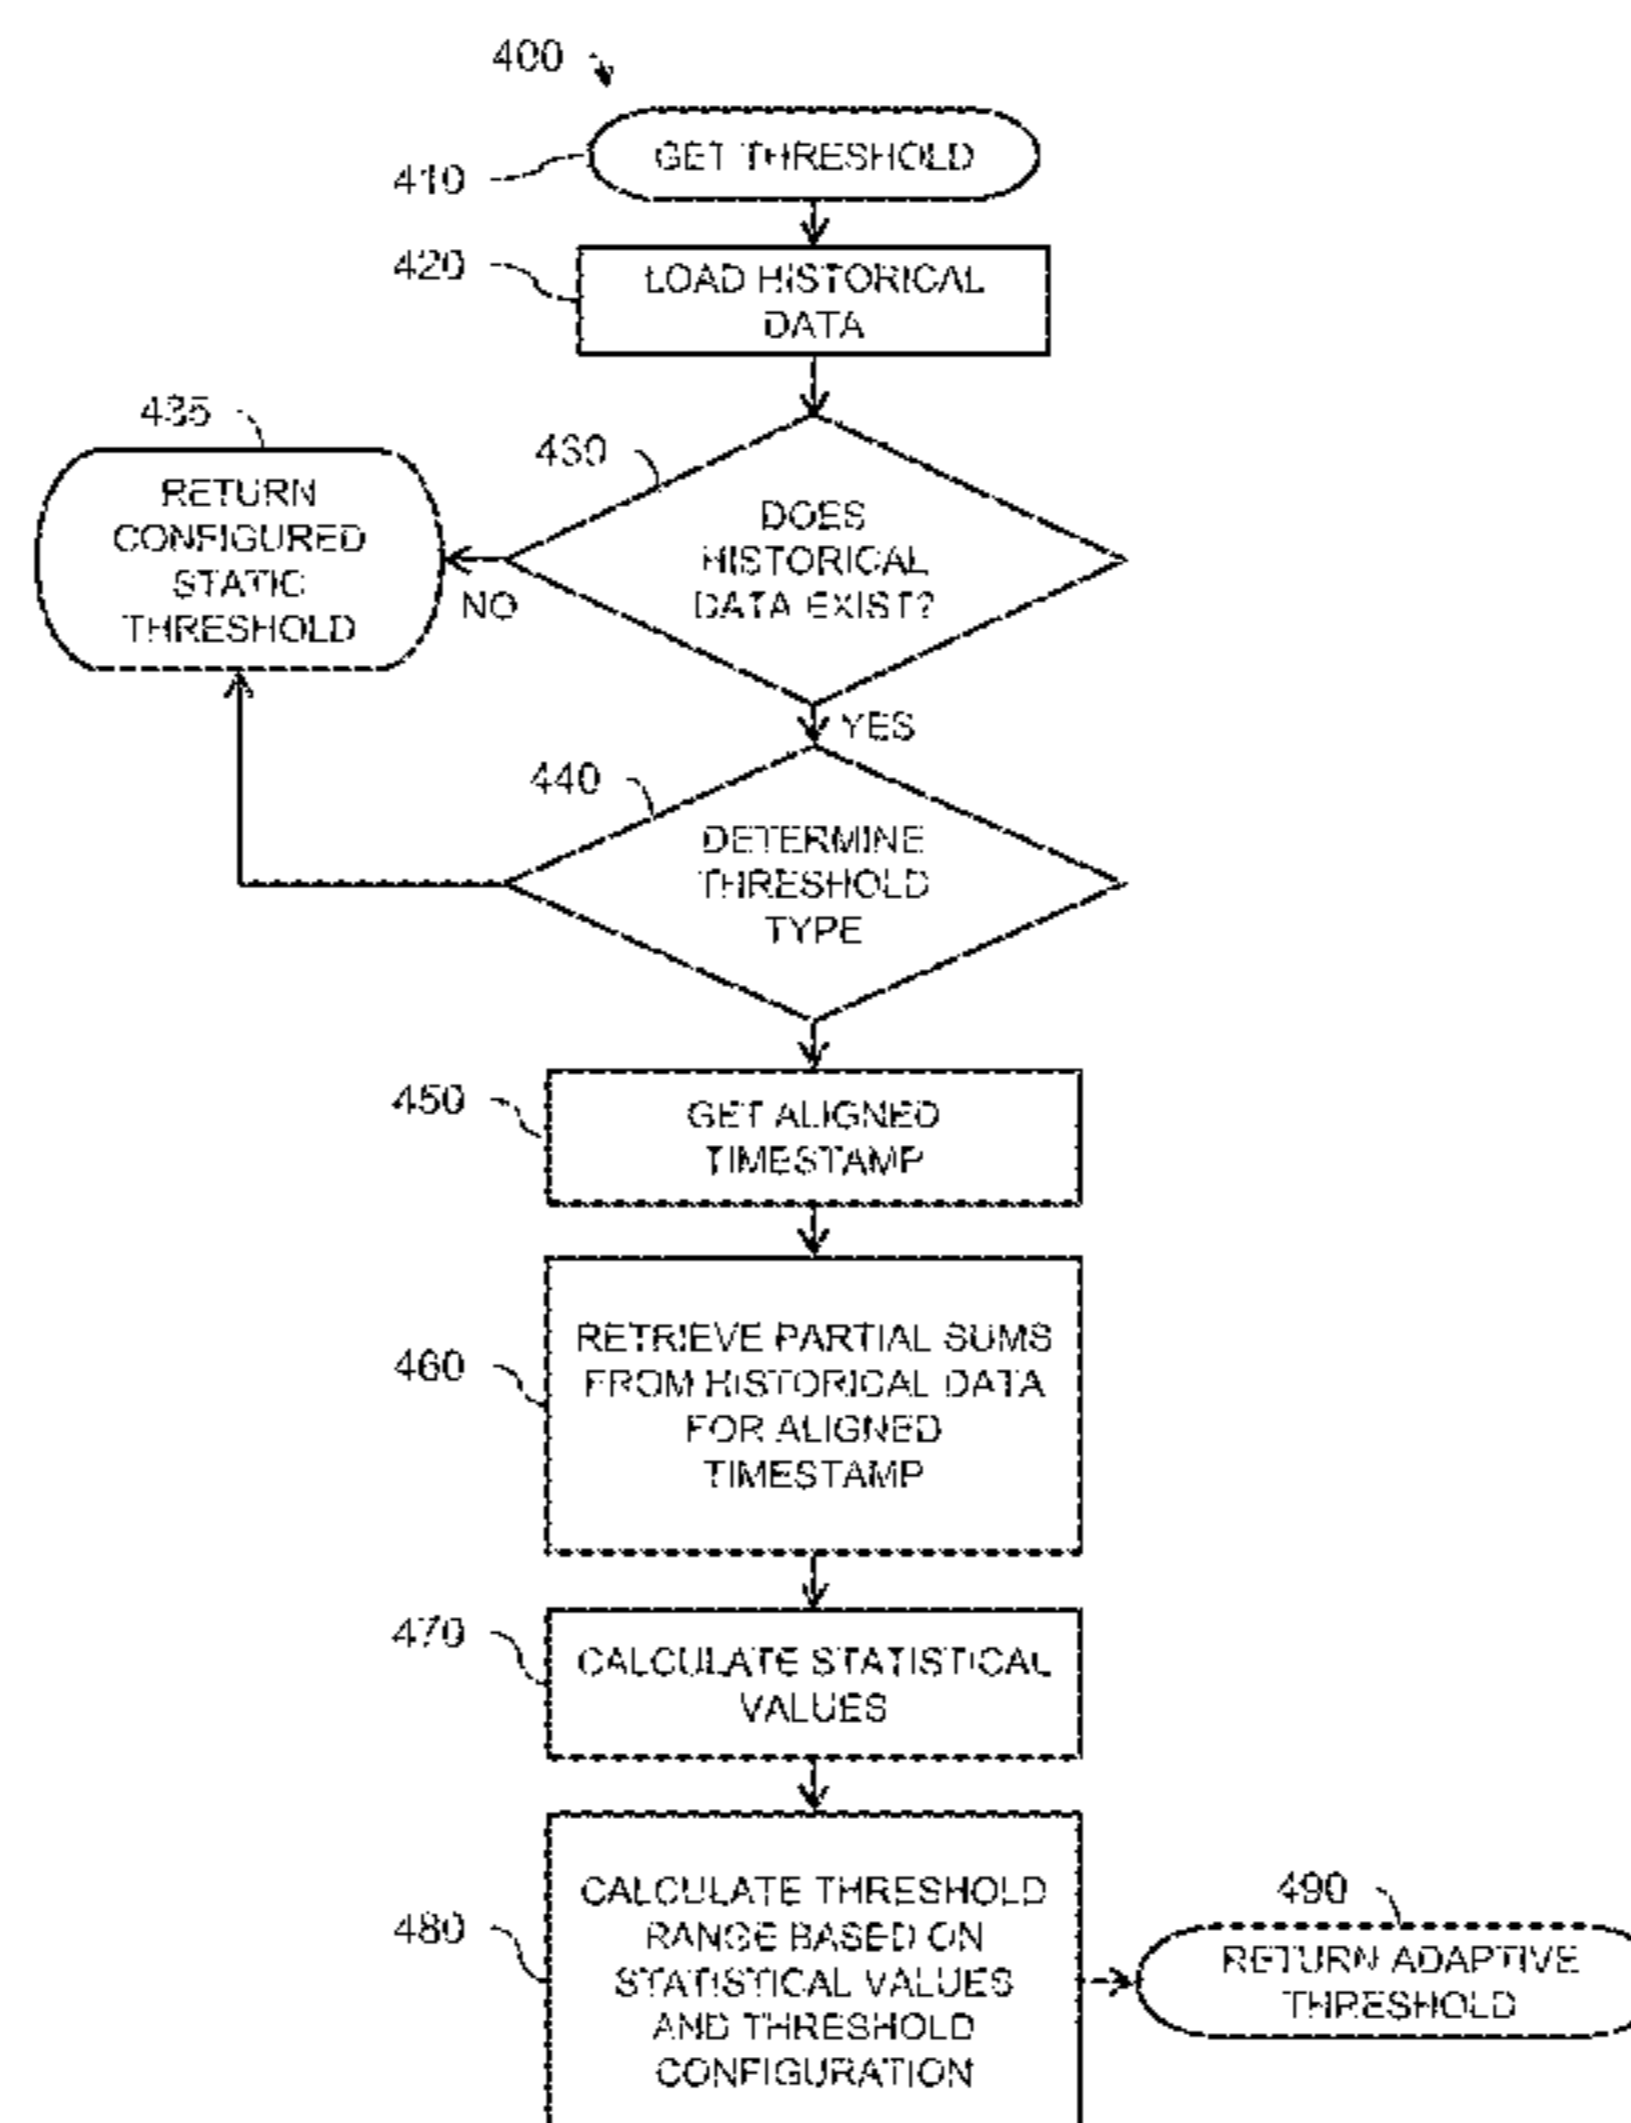 400
410
GET THRESHOLD
420
LOAD HISTORICAL
DATA
435
RETURN
CONFIGURED
STATIC
THRESHOLD
430
DOES
HISTORICAL
DATA EXIST?
NO
YES
440
DETERMINE
THRESHOLD
TYPE
450
GET ALIGNED
TIMESTAMP
460
RETRIEVE PARTIAL SUMS
FROM HISTORICAL DATA
FOR ALIGNED
TIMESTAMP
470
CALCULATE STATISTICAL
VALUES
480
CALCULATE THRESHOLD
RANGE BASED ON
STATISTICAL VALUES
AND THRESHOLD
CONFIGURATION
490
RETURN ADAPTIVE
THRESHOLD